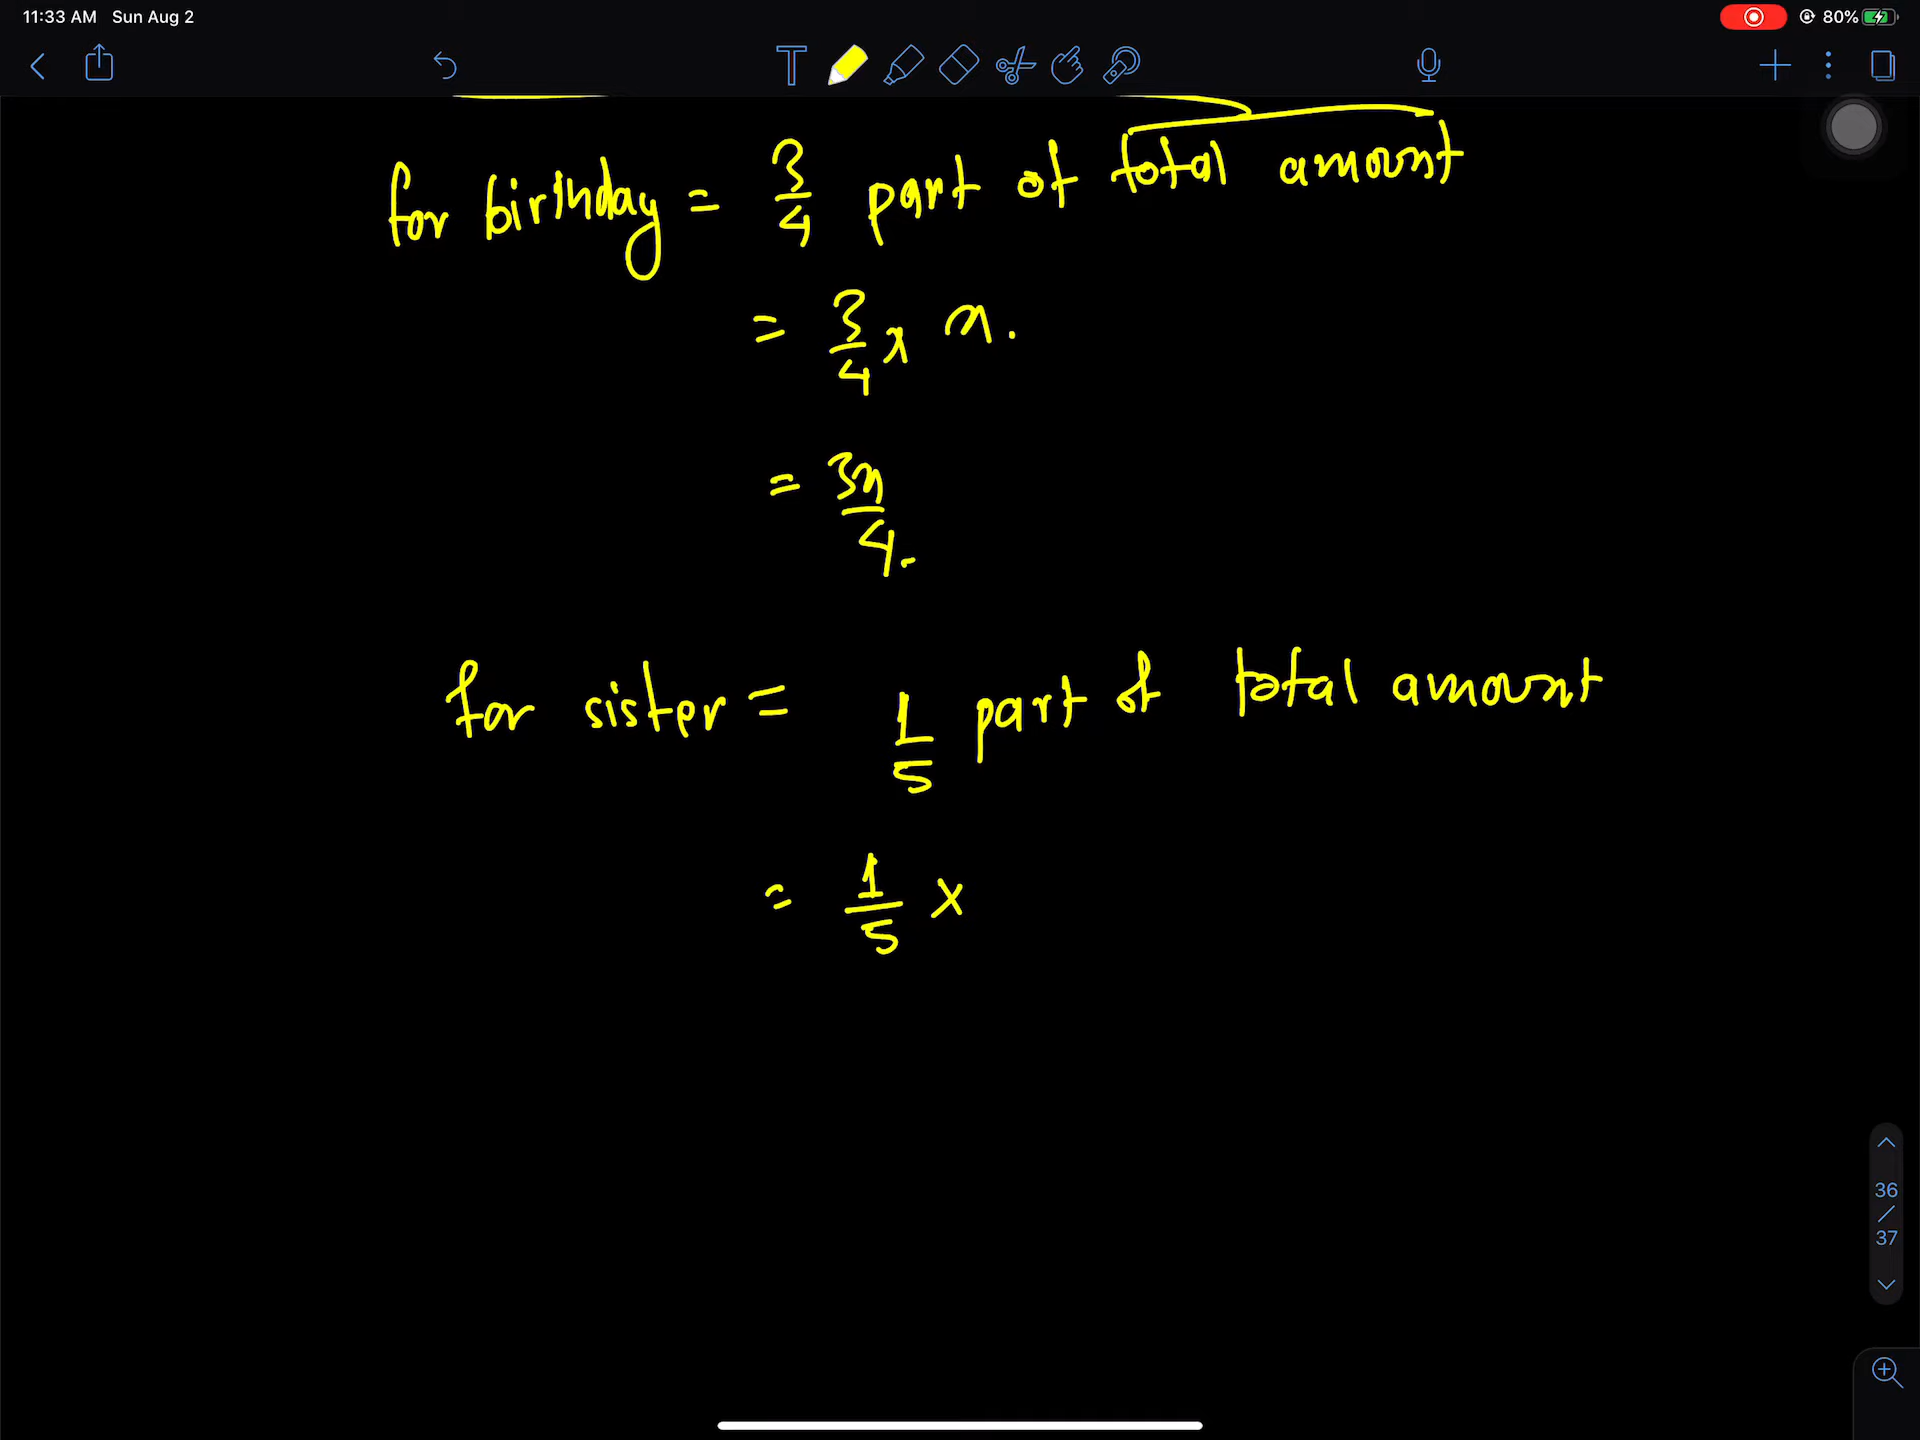 11:33 AM Sun Aug 2
80%
for birthday = 3/4 part of total amount
= 3/4 x x.
= 3x/4.
for sister = 1/5 part of total amount
= 1/5 x
36
/
37